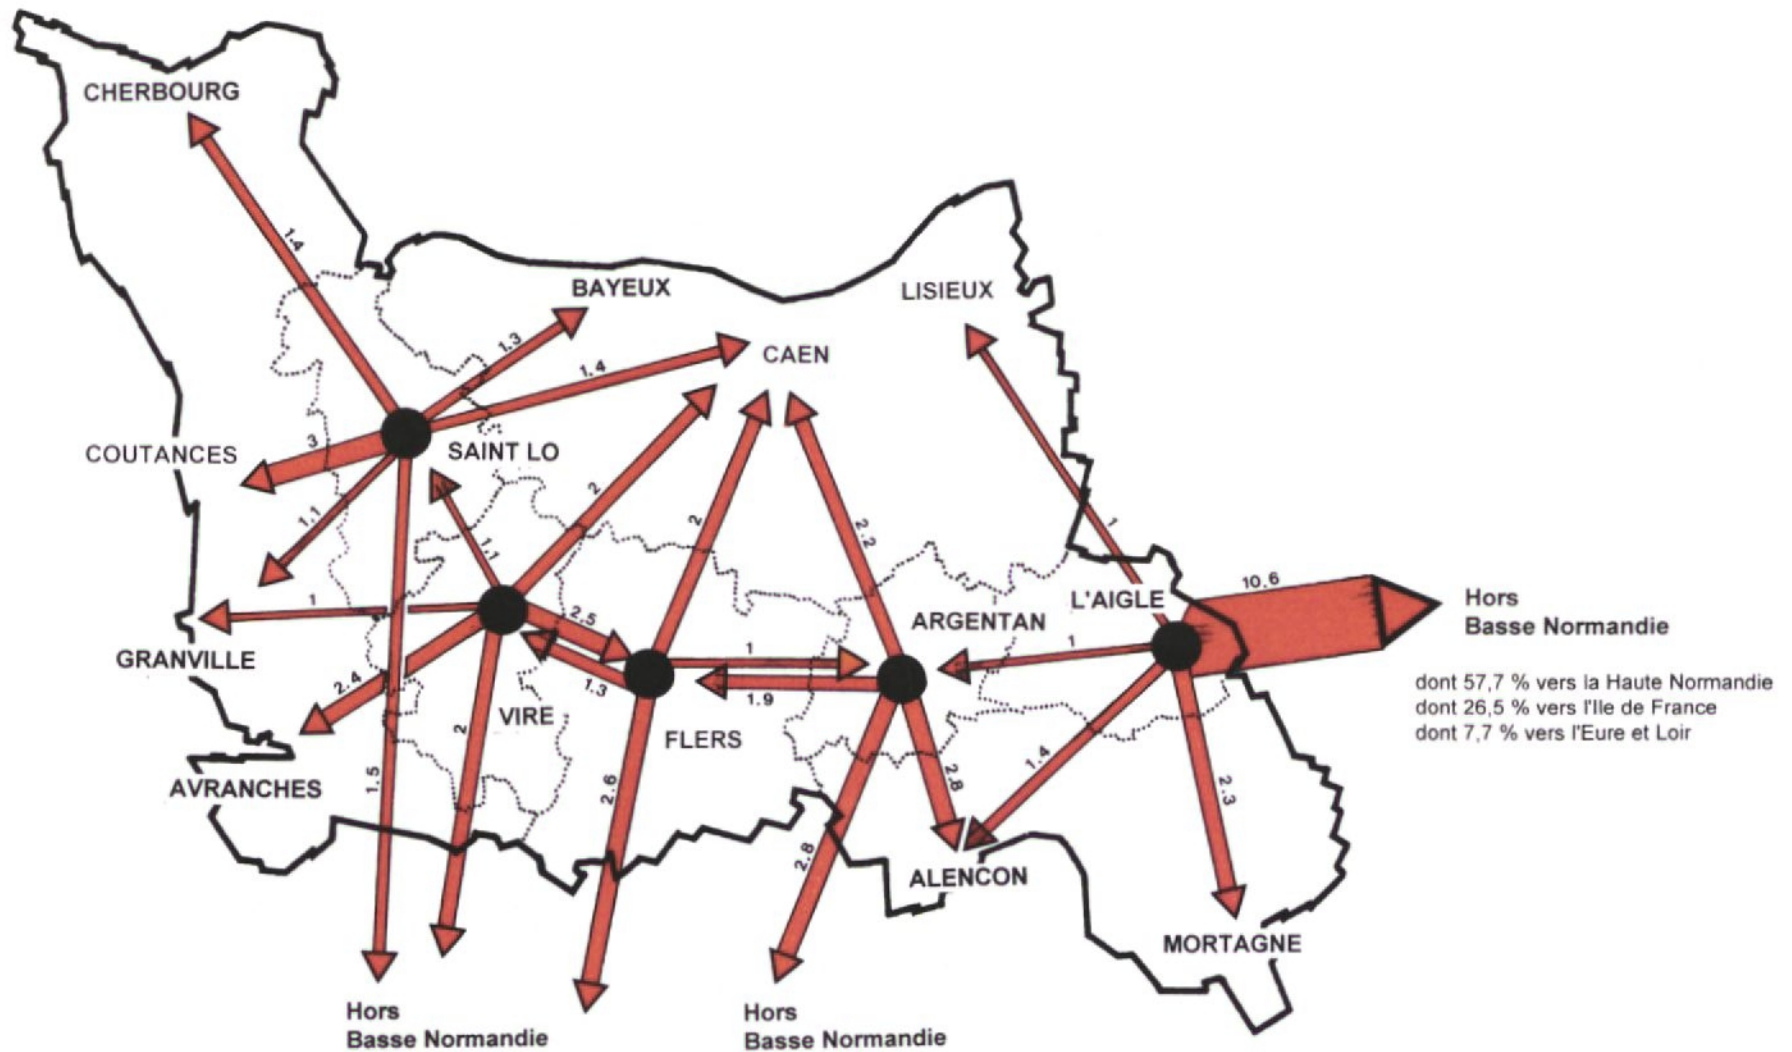 CHERBOURG
1.4
BAYEUX
LISIEUX
1.3
CAEN
1.4
COUTANCES
3
SAINT LO
1.1
2
1.1
2
2.2
1
10.6
Hors
Basse Normandie
L'AIGLE
ARGENTAN
1
2.5
1
1
GRANVILLE
dont 57,7 % vers la Haute Normandie
dont 26,5 % vers l'Ile de France
dont 7,7 % vers l'Eure et Loir
2.4
1.3
1.9
VIRE
2
FLERS
1.5
2.6
2.8
1.4
2.3
AVRANCHES
2.8
ALENCON
MORTAGNE
Hors
Basse Normandie
Hors
Basse Normandie